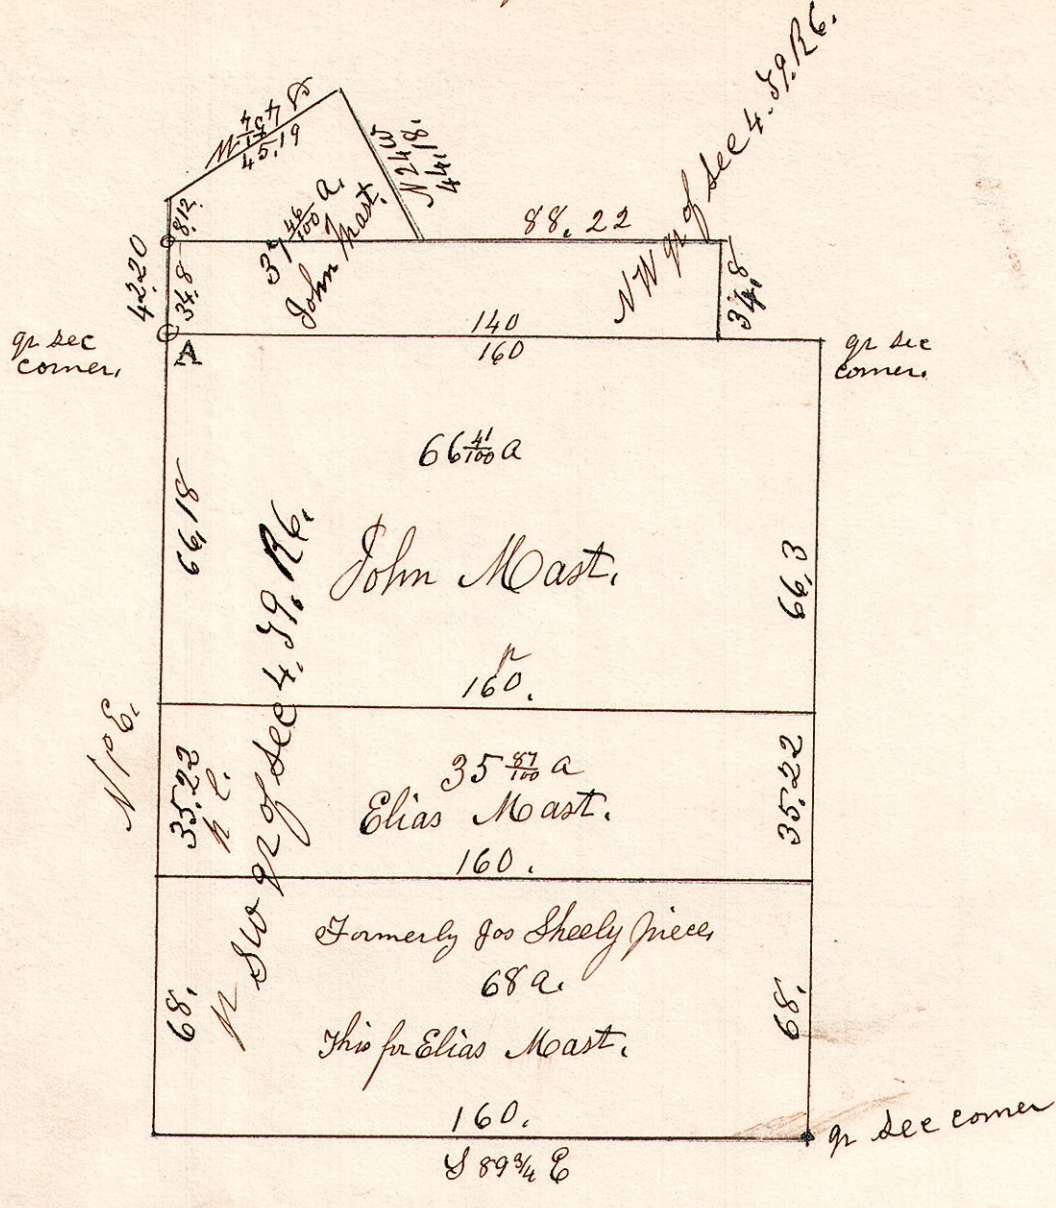 45.19
N 24 W
44.18.
NW qr of Sec 4. T9. R6.
8.12.
37 46/100 a.
John Mast.
88.22
42.20
34.8
34.8
140
160
qr sec
corner.
A
qr sec
corner.
66 41/100 a
66,18
John Mast.
66,3
SW qr of Sec 4. T9. R6.
160.
35.22
35 87/100 a
Elias Mast.
35.22
160.
Formerly Jos Sheely piece,
68 a.
68.
This for Elias Mast.
68.
160.
qr sec corner
S 89 3/4 E